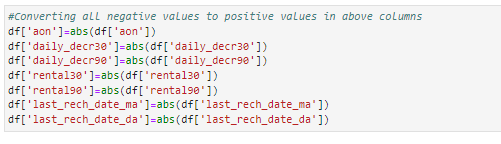 #Converting all negative values to positive values in above columns
df['aon']=abs(df['aon'])
df['daily_decr30']=abs(df['daily_decr30'])
df['daily_decr90']=abs(df['daily_decr90'])
df['rental30']=abs(df['rental30'])
df['rental90']=abs(df['rental90'])
df['last_rech_date_ma']=abs(df['last_rech_date_ma'])
df['last_rech_date_da']=abs(df['last_rech_date_da'])